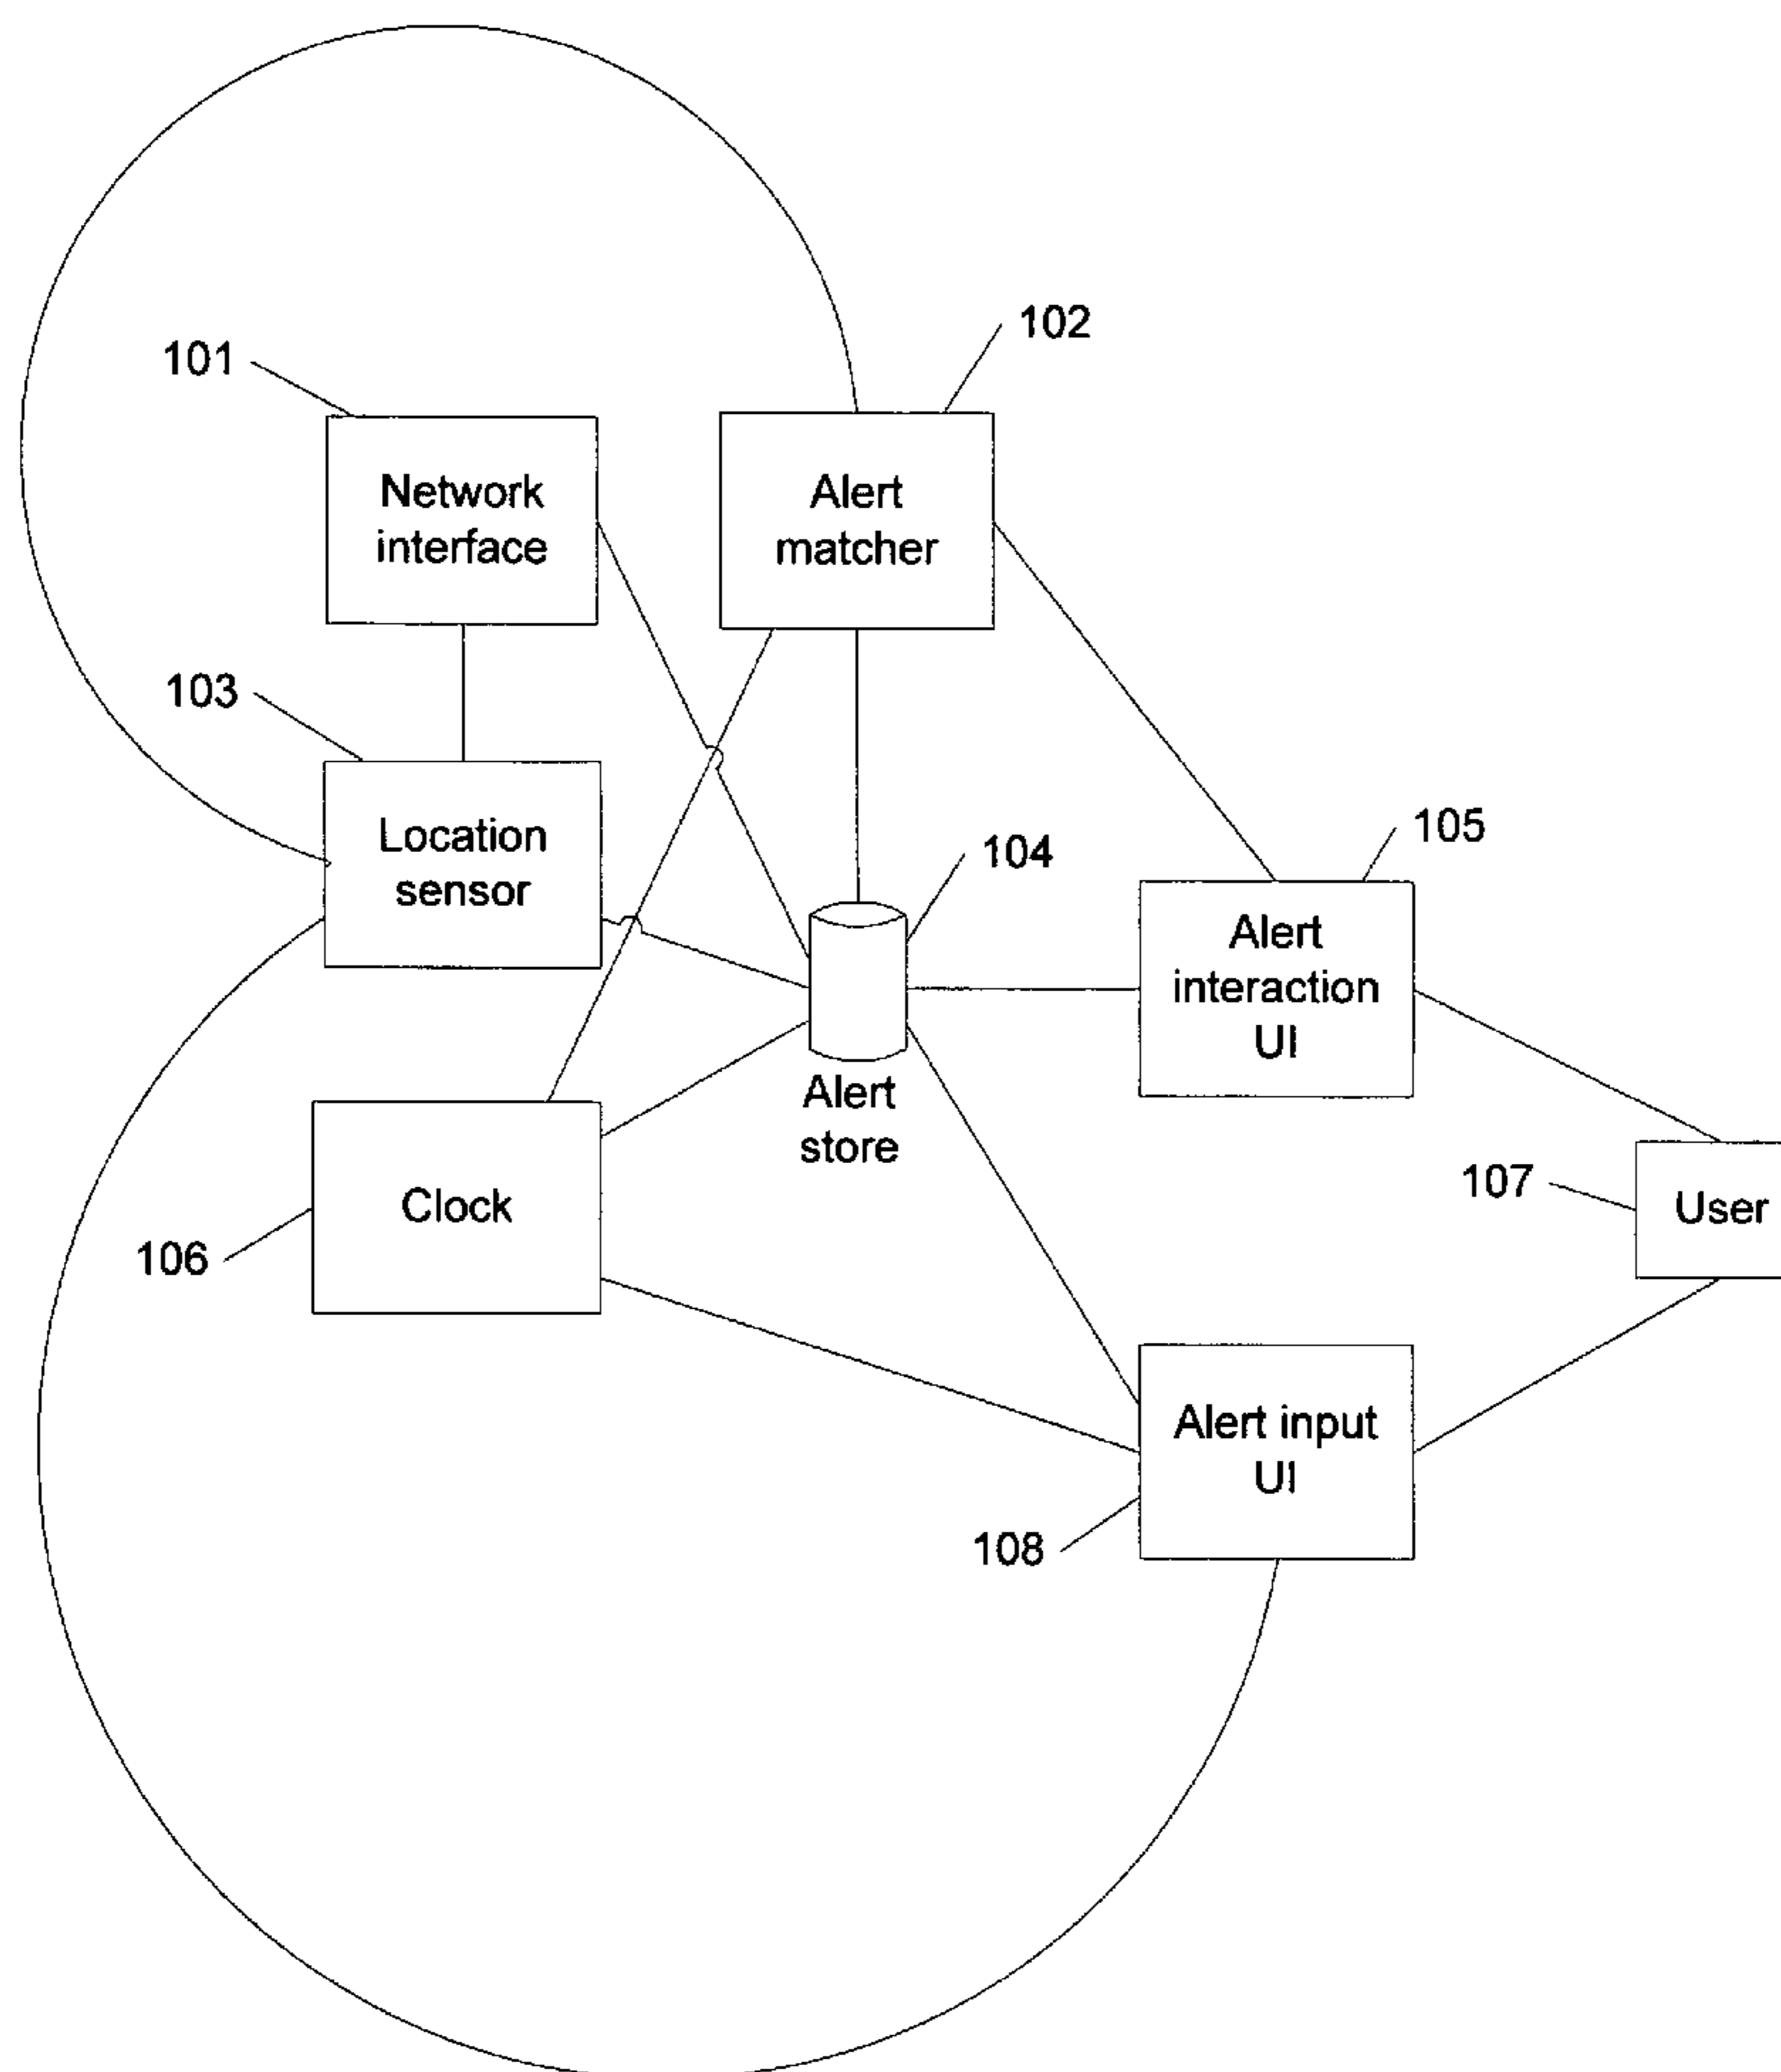 102
101
Network
interface
Alert
matcher
103
Location
sensor
104
105
Alert
interaction
UI
Alert
store
107
User
Clock
106
Alert input
UI
108